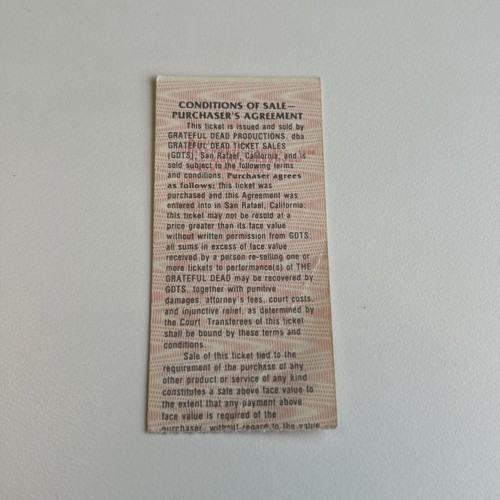 CONDITIONS OF SALE—
PURCHASER'S AGREEMENT
This ticket is issued and sold by
GRATEFUL DEAD PRODUCTIONS, dba
GRATEFUL DEAD TICKET SALES
(GDTS), San Rafael, California, and is
sold subject to the following terms
and conditions. Purchaser agrees
as follows: this ticket was
purchased and this Agreement was
entered into in San Rafael, California;
this ticket may not be resold at a
price greater than its face value
without written permission from GDTS;
all sums in excess of face value
received by a person re-selling one or
more tickets to performance(s) of THE
GRATEFUL DEAD may be recovered by
GDTS, together with punitive
damages, attorney's fees, court costs,
and injunctive relief, as determined by
the Court. Transferees of this ticket
shall be bound by these terms and
conditions.
Sale of this ticket tied to the
requirement of the purchase of any
other product or service of any kind
constitutes a sale above face value to
the extent that any payment above
face value is required of the
purchaser, without regard to the value